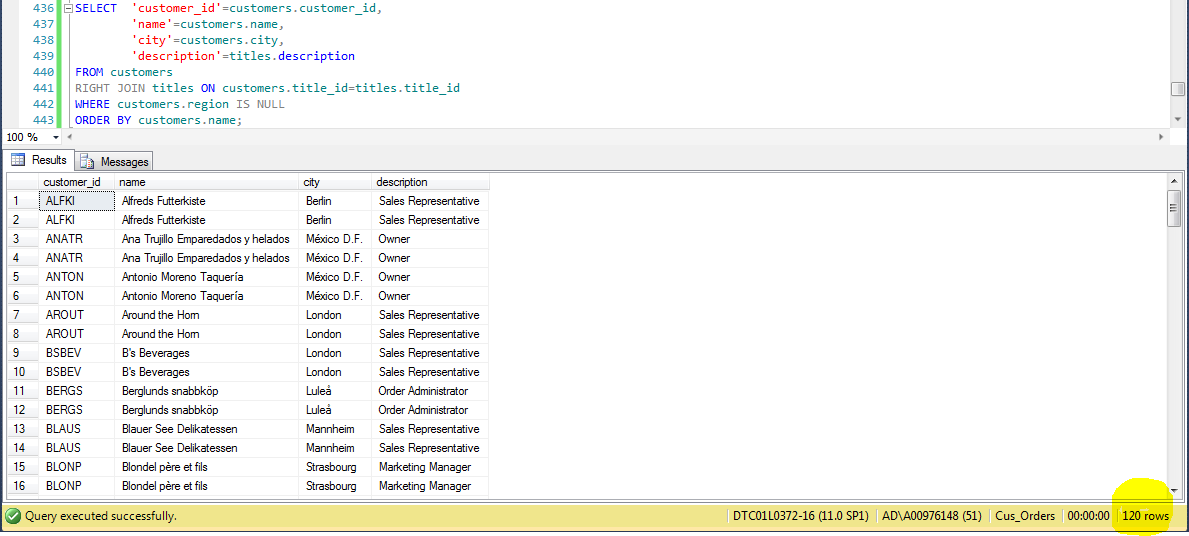 436 SELECT 'customer_id'=customers.customer_id,
437 'name'=customers.name,
438 'city'=customers.city,
439 'description'=titles.description
440 FROM customers
441 RIGHT JOIN titles ON customers.title_id=titles.title_id
442 WHERE customers.region IS NULL
443 ORDER BY customers.name;
100 %
Results Messages
customer_id name city description
1 ALFKI Alfreds Futterkiste Berlin Sales Representative
2 ALFKI Alfreds Futterkiste Berlin Sales Representative
3 ANATR Ana Trujillo Emparedados y helados México D.F. Owner
4 ANATR Ana Trujillo Emparedados y helados México D.F. Owner
5 ANTON Antonio Moreno Taquería México D.F. Owner
6 ANTON Antonio Moreno Taquería México D.F. Owner
7 AROUT Around the Horn London Sales Representative
8 AROUT Around the Horn London Sales Representative
9 BSBEV B's Beverages London Sales Representative
10 BSBEV B's Beverages London Sales Representative
11 BERGS Berglunds snabbköp Luleå Order Administrator
12 BERGS Berglunds snabbköp Luleå Order Administrator
13 BLAUS Blauer See Delikatessen Mannheim Sales Representative
14 BLAUS Blauer See Delikatessen Mannheim Sales Representative
15 BLONP Blondel père et fils Strasbourg Marketing Manager
16 BLONP Blondel père et fils Strasbourg Marketing Manager
Query executed successfully. DTC01L0372-16 (11.0 SP1) AD\A00976148 (51) Cus_Orders 00:00:00 120 rows